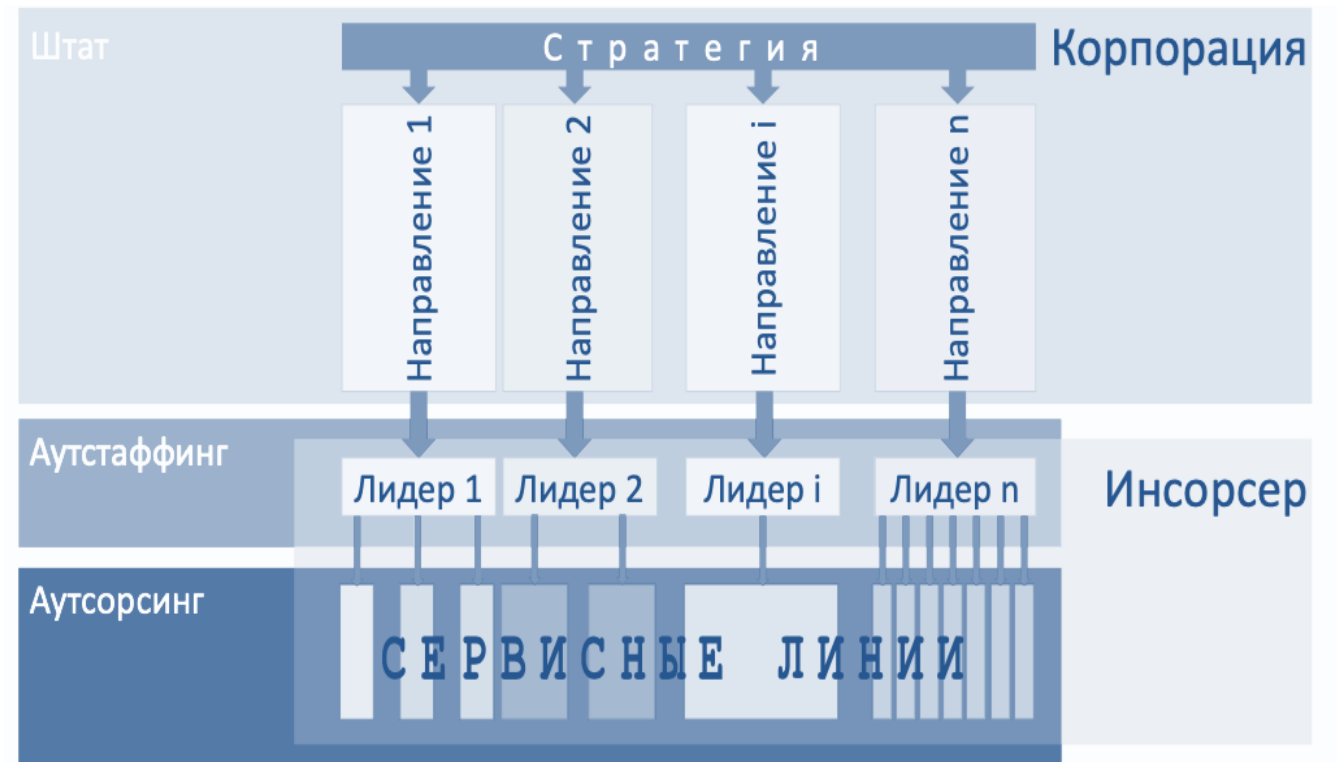 Штат
С т р а т е г и я
Корпорация
Направление 1
Направление 2
Направление i
Направление n
Аутстаффинг
Лидер 1
Лидер 2
Лидер i
Лидер n
Инсорсер
Аутсорсинг
СЕРВИСНЫЕ ЛИНИИ